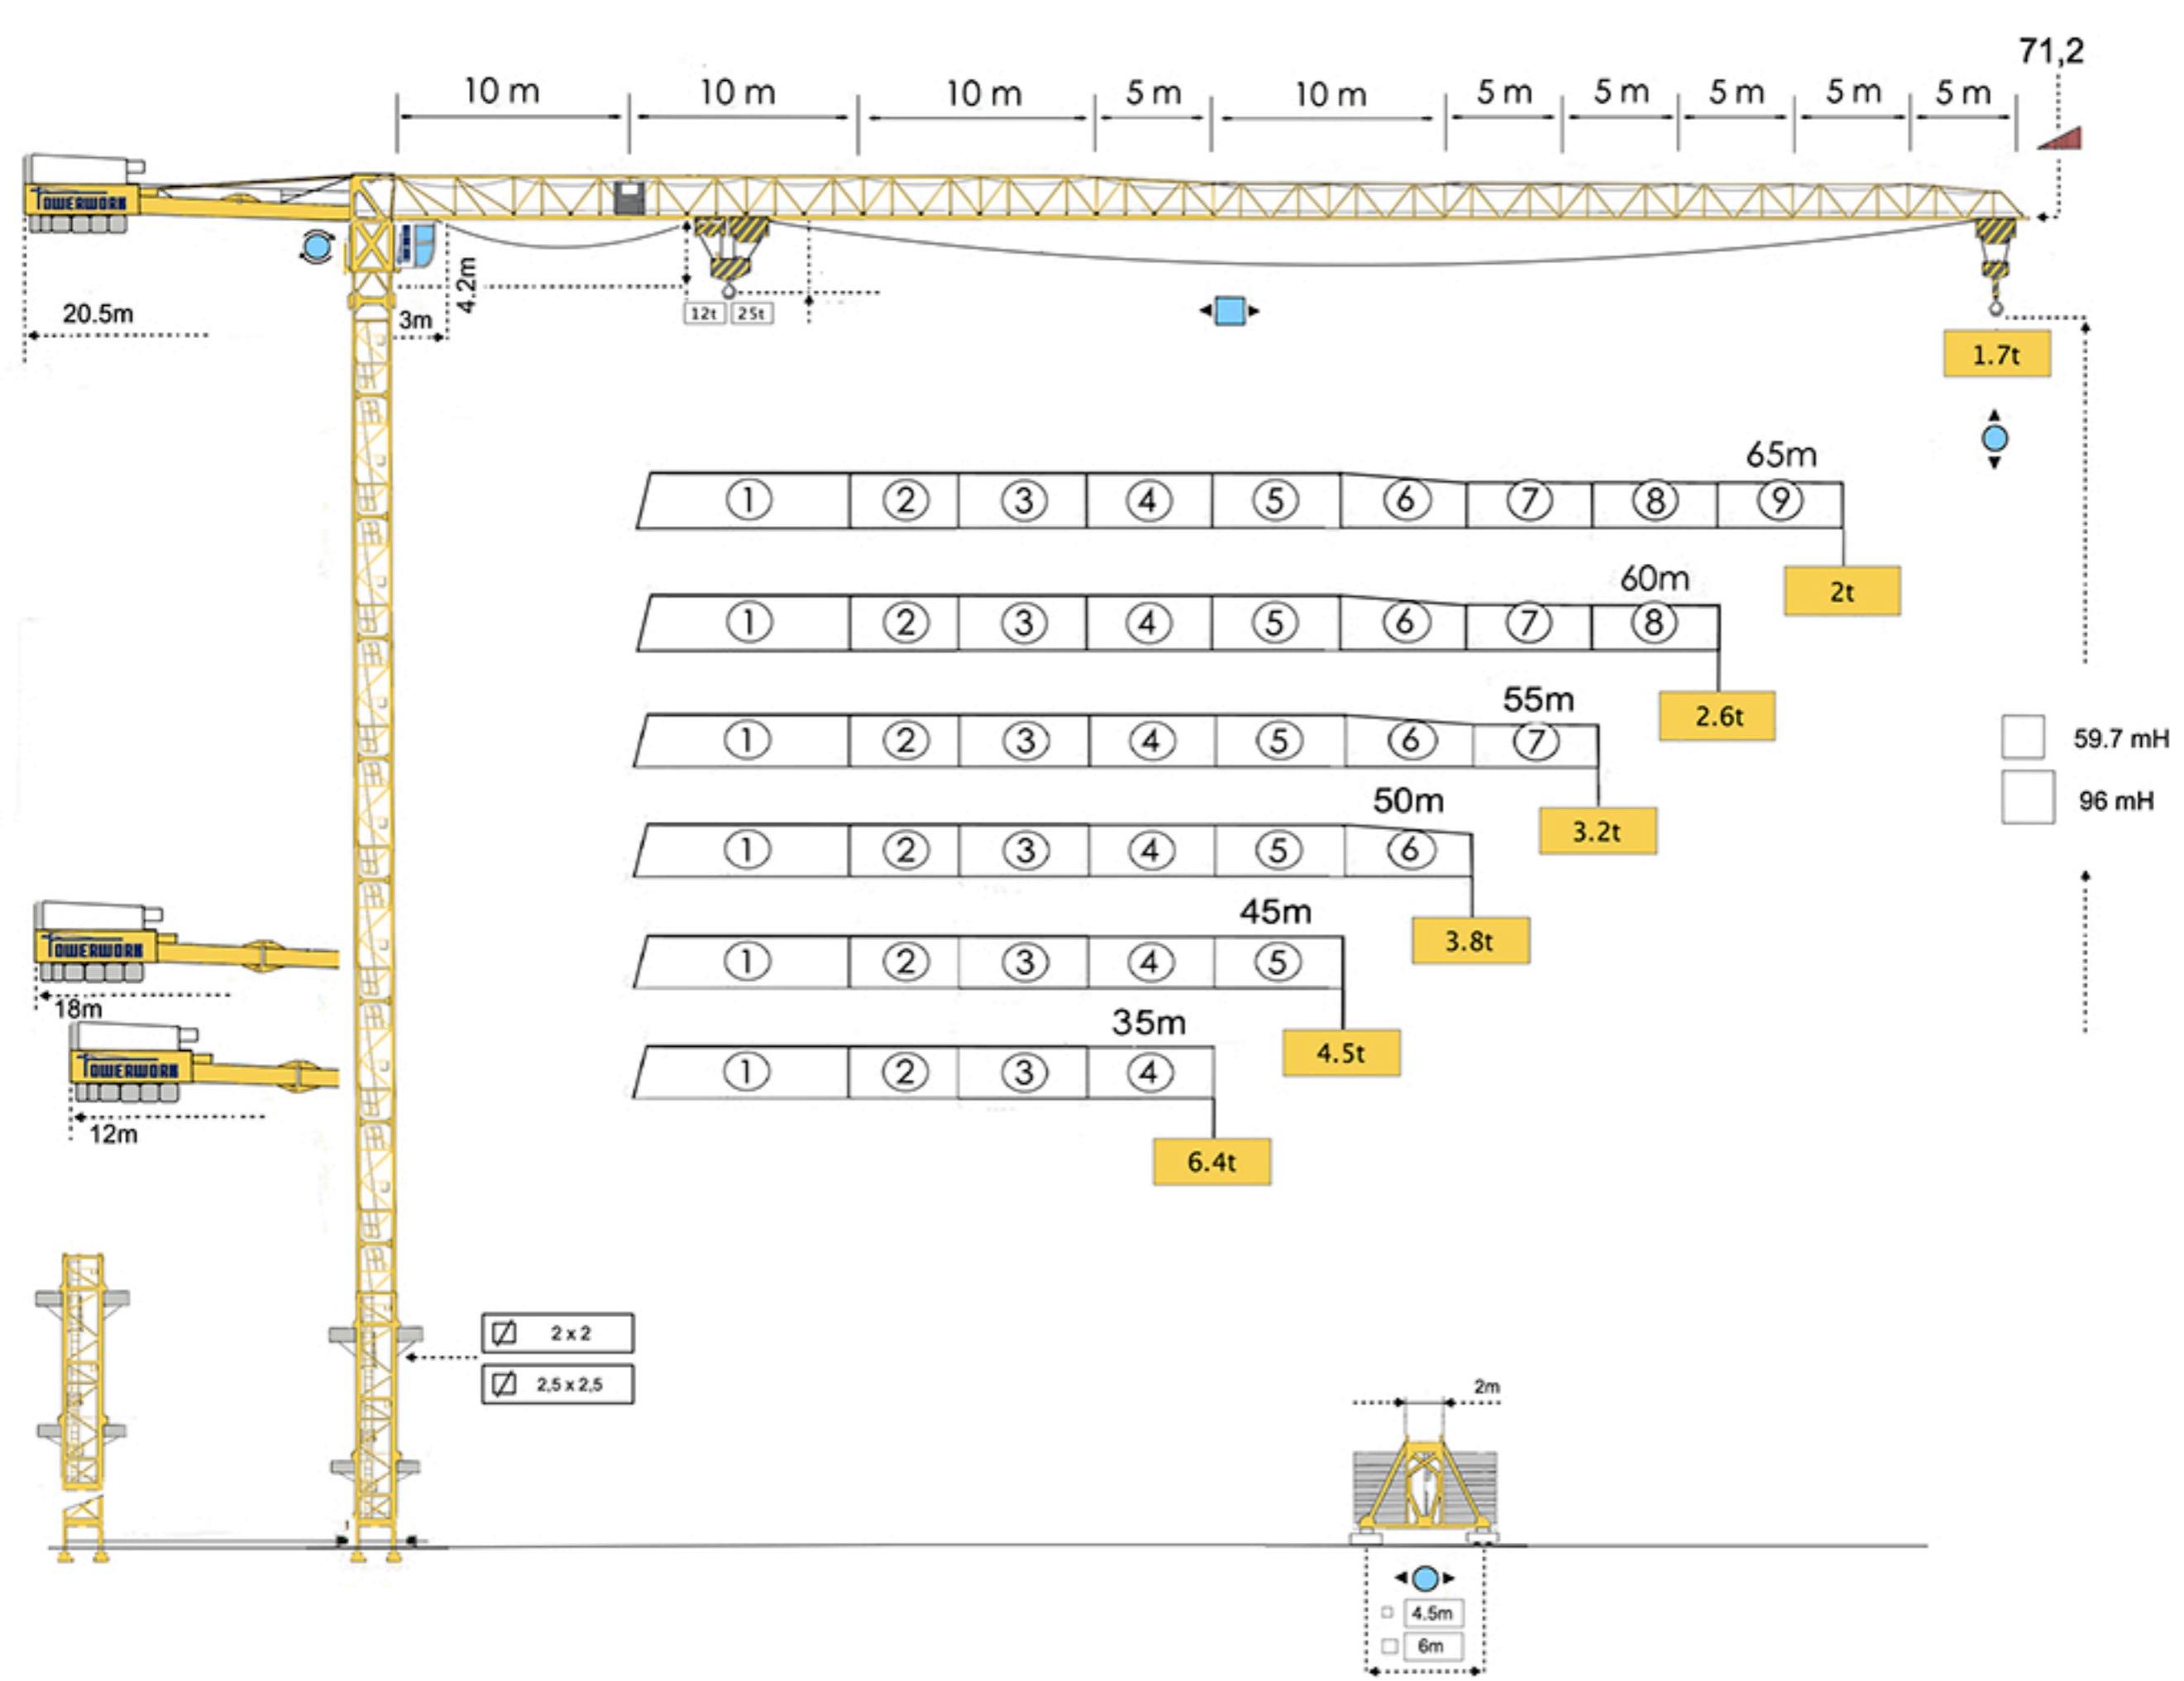 71,2
10 m 10 m 10 m 5 m 10 m 5 m 5 m 5 m 5 m 5 m
TOWERWORK
20.5m
3m
4.2m
12t 25t
1.7t
65m
1 2 3 4 5 6 7 8 9
2t
60m
1 2 3 4 5 6 7 8
2.6t
55m
1 2 3 4 5 6 7
3.2t
59.7 mH
96 mH
50m
1 2 3 4 5 6
3.8t
45m
1 2 3 4 5
4.5t
35m
1 2 3 4
6.4t
TOWERWORK
18m
TOWERWORK
12m
2 x 2
2,5 x 2,5
2m
4.5m
6m